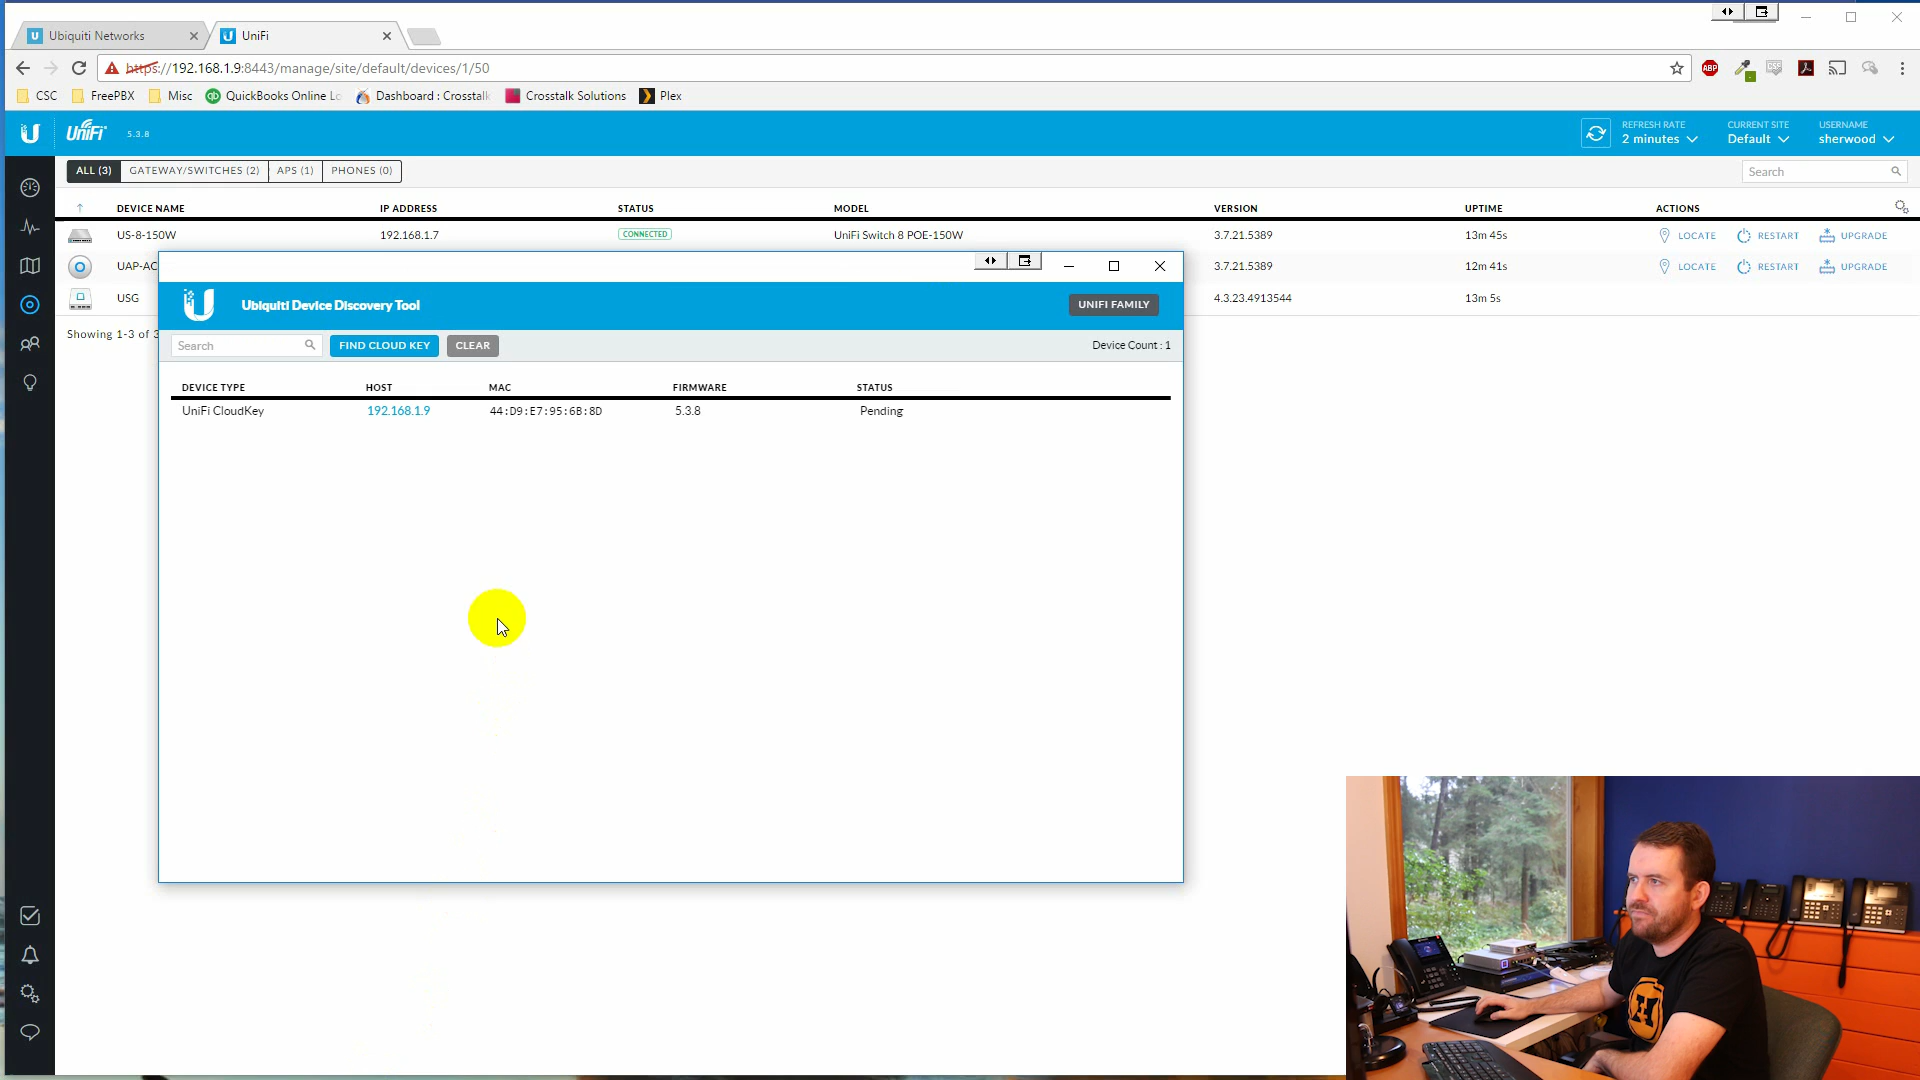 Ubiquiti Networks
UniFi
https://192.168.1.9:8443/manage/site/default/devices/1/50
ABP
CSC
CSC
FreePBX
Misc
QuickBooks Online Lo
Dashboard : Crosstalk
Crosstalk Solutions
Plex
UniFi
5.3.8
REFRESH RATE
2 minutes
CURRENT SITE
Default
USERNAME
sherwood
ALL (3)
GATEWAY/SWITCHES (2)
APS (1)
PHONES (0)
Search
DEVICE NAME
IP ADDRESS
STATUS
MODEL
VERSION
UPTIME
ACTIONS
US-8-150W
192.168.1.7
CONNECTED
UniFi Switch 8 POE-150W
3.7.21.5389
13m 45s
LOCATE
RESTART
UPGRADE
UAP-AC
3.7.21.5389
12m 41s
LOCATE
RESTART
UPGRADE
USG
4.3.23.4913544
13m 5s
Showing 1-3 of 3
Ubiquiti Device Discovery Tool
UNIFI FAMILY
Search
FIND CLOUD KEY
CLEAR
Device Count : 1
DEVICE TYPE
HOST
MAC
FIRMWARE
STATUS
UniFi CloudKey
192.168.1.9
44:D9:E7:95:6B:8D
5.3.8
Pending